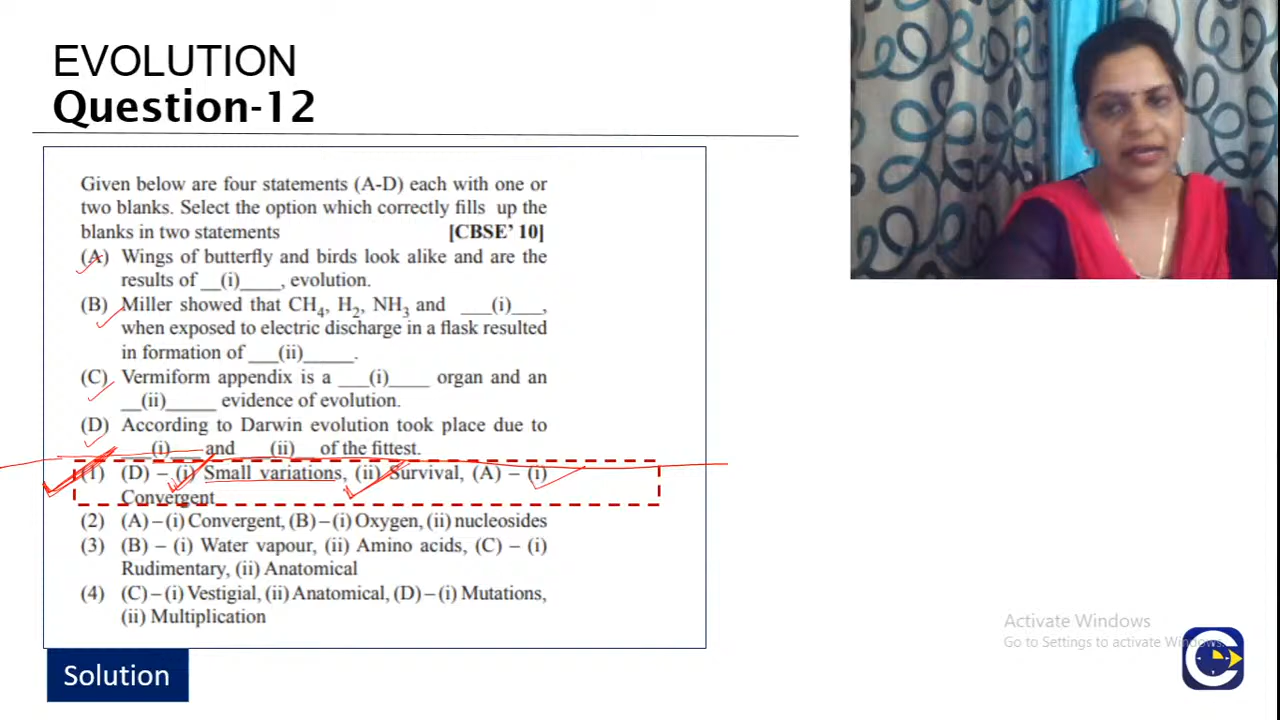 EVOLUTION
Question-12
Given below are four statements (A-D) each with one or
two blanks. Select the option which correctly fills up the
blanks in two statements [CBSE' 10]
(A) Wings of butterfly and birds look alike and are the
results of __(i)____, evolution.
(B) Miller showed that CH4, H2, NH3 and ___(i)___,
when exposed to electric discharge in a flask resulted
in formation of ___(ii)_____.
(C) Vermiform appendix is a ___(i)____ organ and an
__(ii)_____ evidence of evolution.
(D) According to Darwin evolution took place due to
___(i)___ and ___(ii)__ of the fittest.
(1) (D) – (i) Small variations, (ii) Survival, (A) – (i)
Convergent
(2) (A) – (i) Convergent, (B) – (i) Oxygen, (ii) nucleosides
(3) (B) – (i) Water vapour, (ii) Amino acids, (C) – (i)
Rudimentary, (ii) Anatomical
(4) (C) – (i) Vestigial, (ii) Anatomical, (D) – (i) Mutations,
(ii) Multiplication
Solution
Activate Windows
Go to Settings to activate Windows.